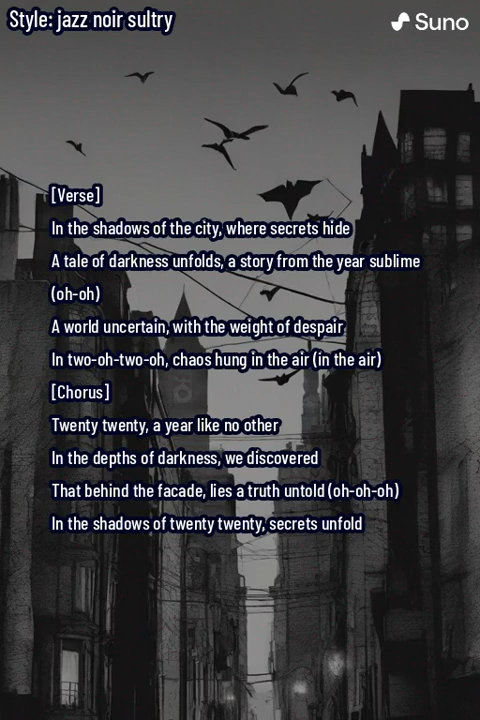 Style: jazz noir sultry
Suno
[Verse]
In the shadows of the city, where secrets hide
A tale of darkness unfolds, a story from the year sublime
(oh-oh)
A world uncertain, with the weight of despair
In two-oh-two-oh, chaos hung in the air (in the air)
[Chorus]
Twenty twenty, a year like no other
In the depths of darkness, we discovered
That behind the facade, lies a truth untold (oh-oh-oh)
In the shadows of twenty twenty, secrets unfold